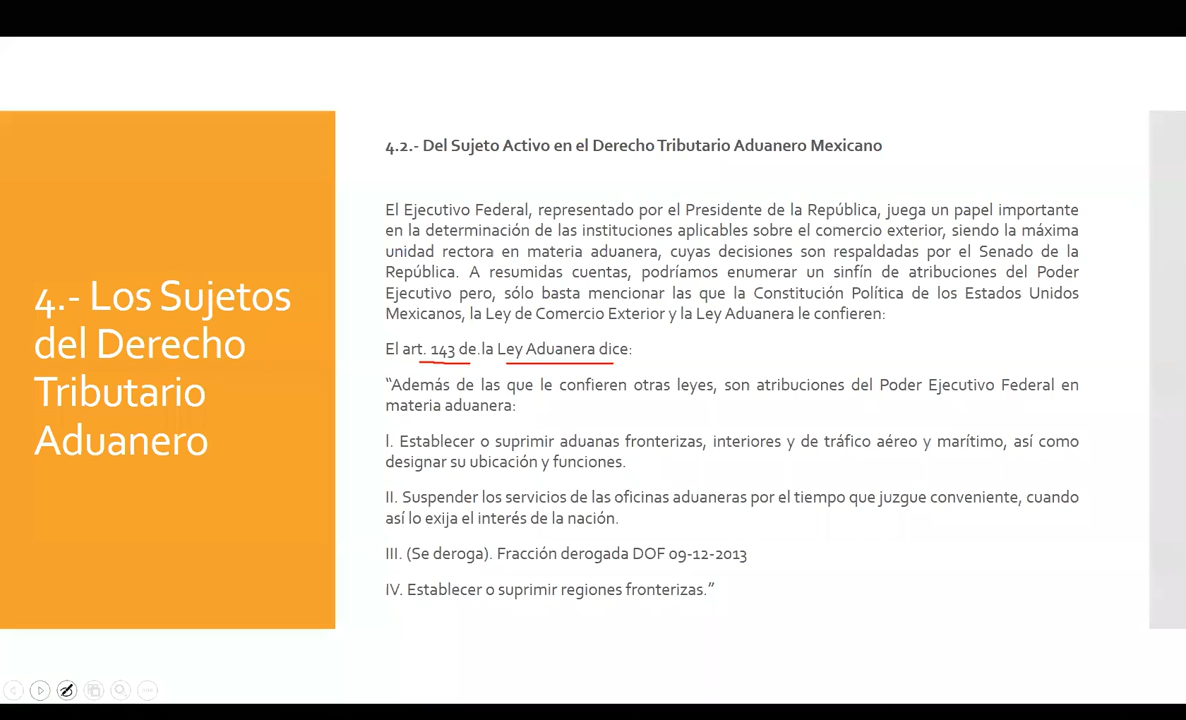 4.- Los Sujetos
del Derecho
Tributario
Aduanero
4.2.- Del Sujeto Activo en el Derecho Tributario Aduanero Mexicano
El Ejecutivo Federal, representado por el Presidente de la República, juega un papel importante
en la determinación de las instituciones aplicables sobre el comercio exterior, siendo la máxima
unidad rectora en materia aduanera, cuyas decisiones son respaldadas por el Senado de la
República. A resumidas cuentas, podríamos enumerar un sinfín de atribuciones del Poder
Ejecutivo pero, sólo basta mencionar las que la Constitución Política de los Estados Unidos
Mexicanos, la Ley de Comercio Exterior y la Ley Aduanera le confieren:
El art. 143 de la Ley Aduanera dice:
“Además de las que le confieren otras leyes, son atribuciones del Poder Ejecutivo Federal en
materia aduanera:
l. Establecer o suprimir aduanas fronterizas, interiores y de tráfico aéreo y marítimo, así como
designar su ubicación y funciones.
II. Suspender los servicios de las oficinas aduaneras por el tiempo que juzgue conveniente, cuando
así lo exija el interés de la nación.
III. (Se deroga). Fracción derogada DOF 09-12-2013
IV. Establecer o suprimir regiones fronterizas.”